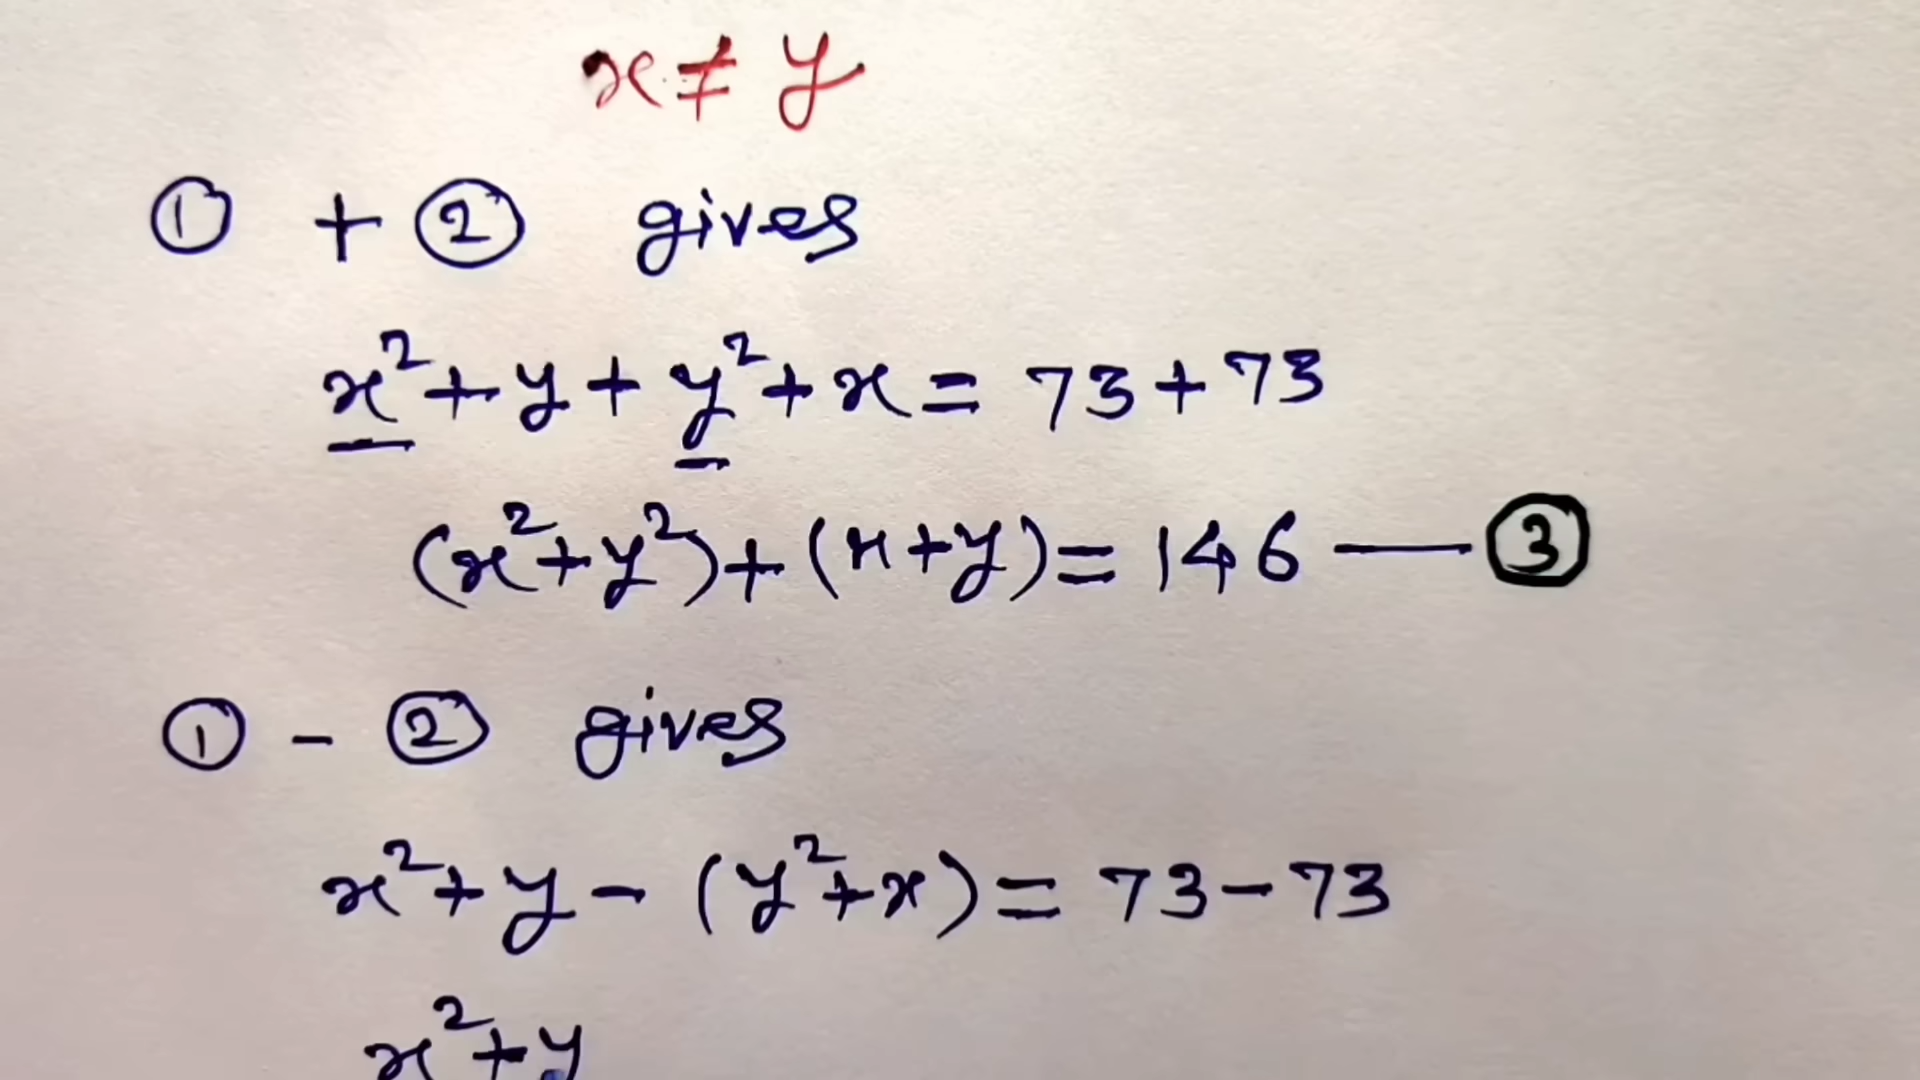 x ≠ y
① + ② gives
x² + y + y² + x = 73 + 73
(x² + y²) + (x + y) = 146 — ③
① - ② gives
x² + y - (y² + x) = 73 - 73
x² + y